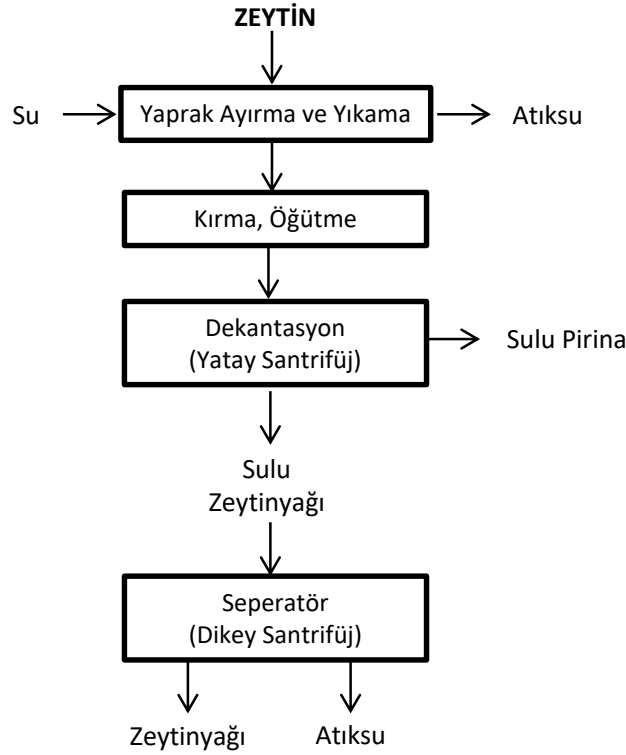 ZEYTİN
Su
Yaprak Ayırma ve Yıkama
Atıksu
Kırma, Öğütme
Dekantasyon
(Yatay Santrifüj)
Sulu Pirina
Sulu
Zeytinyağı
Seperatör
(Dikey Santrifüj)
Zeytinyağı
Atıksu